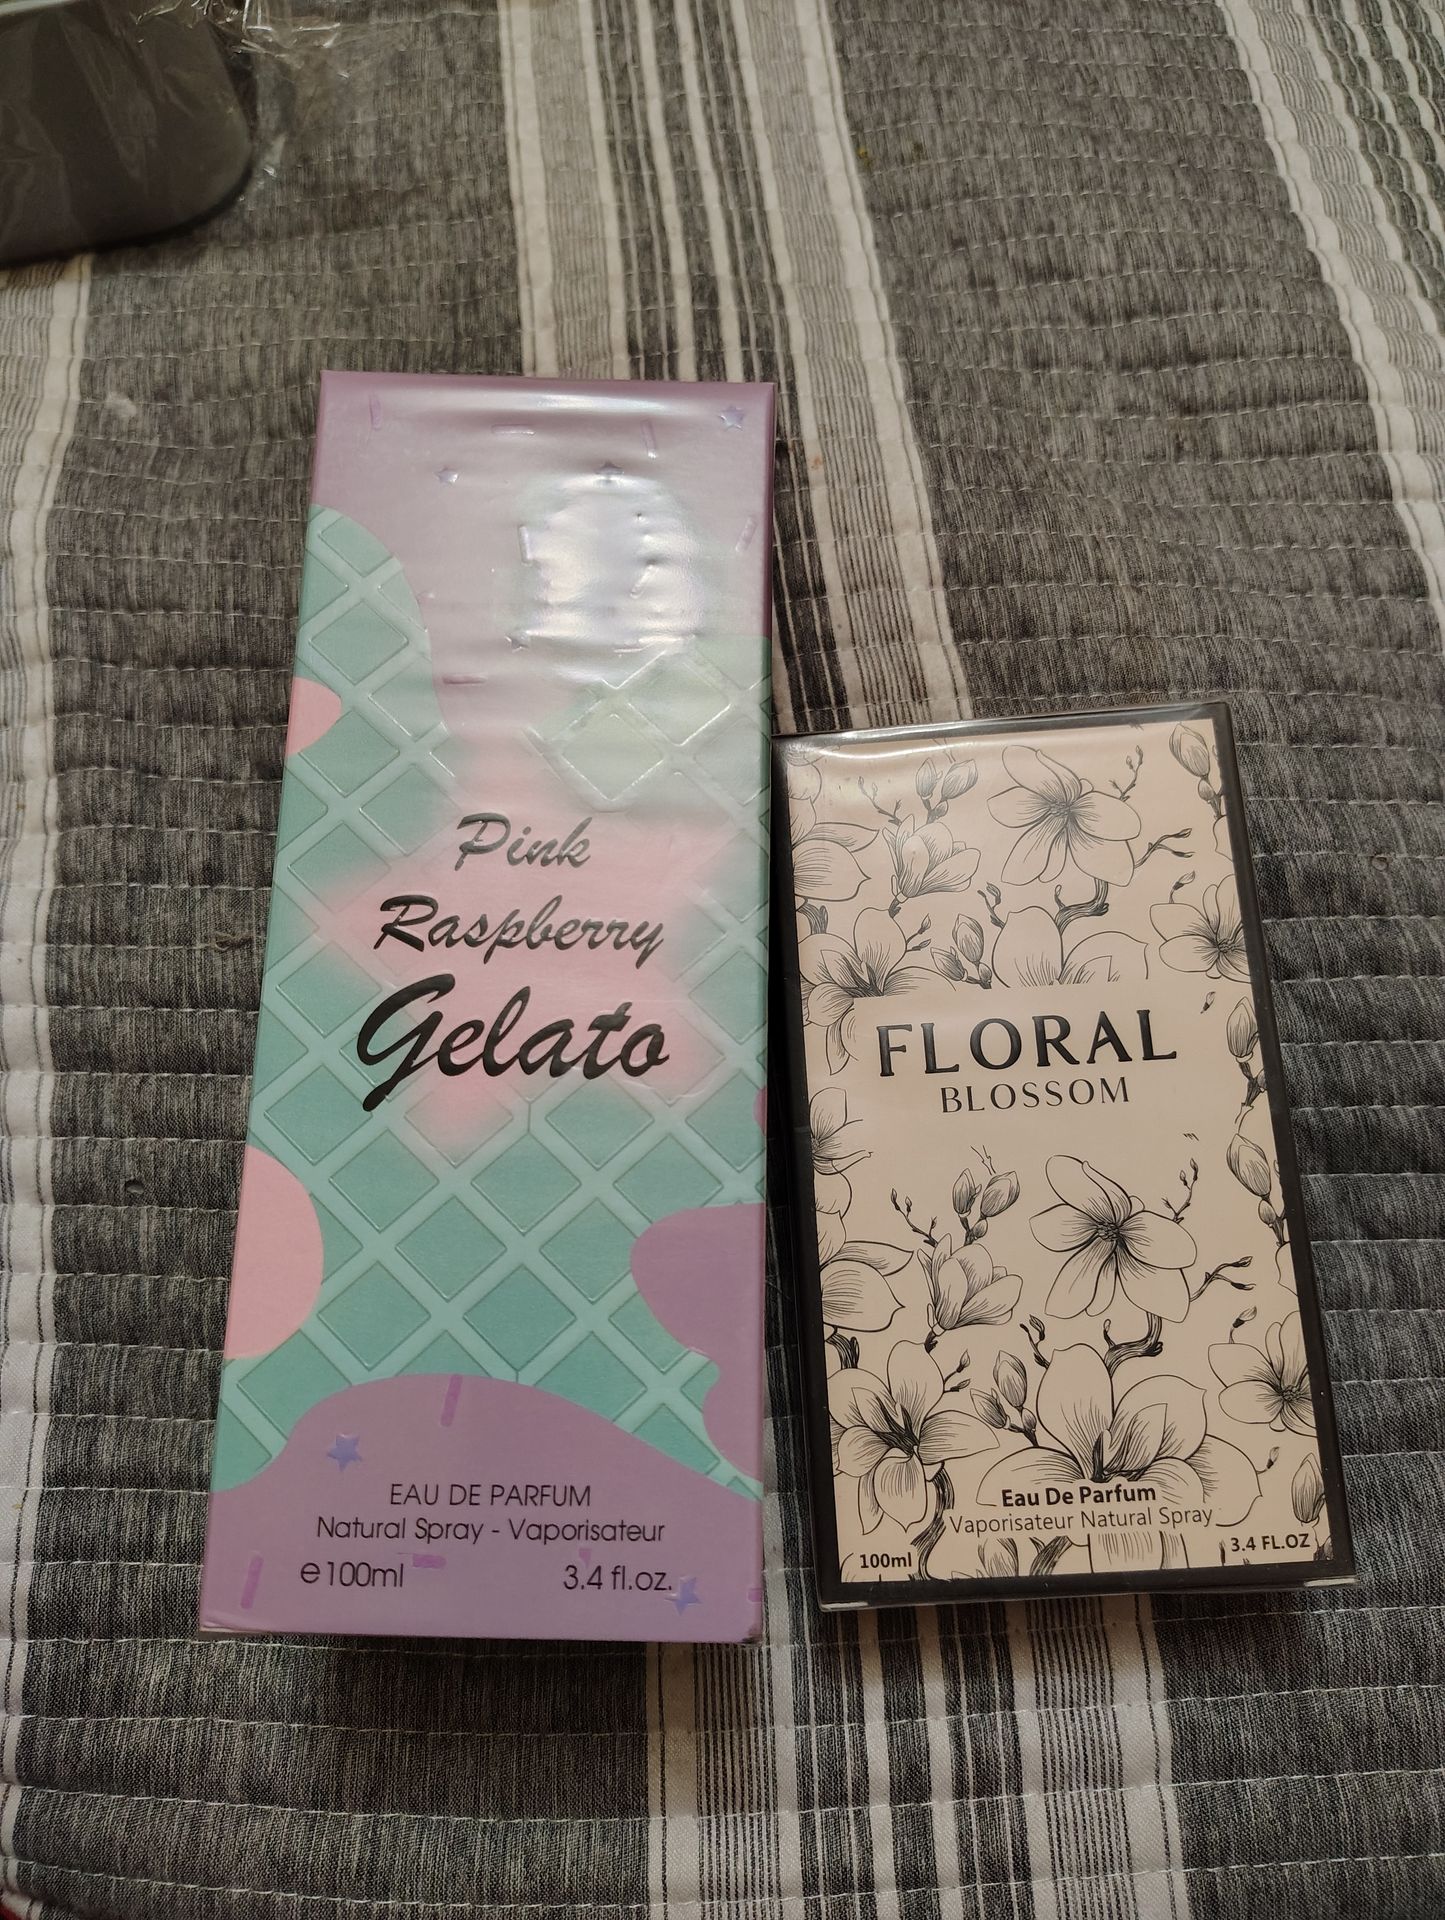 Pink
Raspberry
Gelato
EAU DE PARFUM
Natural Spray - Vaporisateur
℮100ml 3.4 fl.oz.
FLORAL
BLOSSOM
Eau De Parfum
Vaporisateur Natural Spray
100ml 3.4 FL.OZ